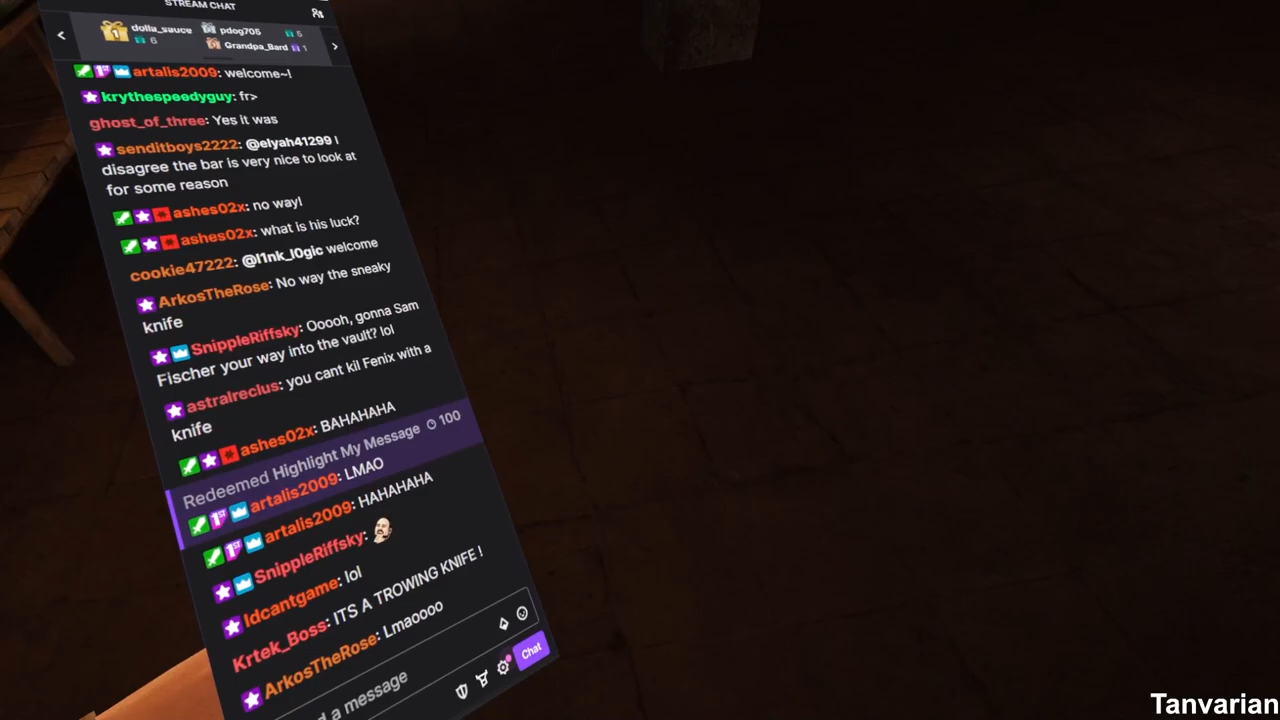 STREAM CHAT
dolla_sauce
6
pdog705 5
Grandpa_Bard 1
artalis2009: welcome~!
krythespeedyguy: fr>
ghost_of_three: Yes it was
senditboys2222: @elyah41299 I
disagree the bar is very nice to look at
for some reason
ashes02x: no way!
ashes02x: what is his luck?
cookie47222: @l1nk_l0gic welcome
ArkosTheRose: No way the sneaky
knife
SnippleRiffsky: Ooooh, gonna Sam
Fischer your way into the vault? lol
astralreclus: you cant kil Fenix with a
knife
ashes02x: BAHAHAHA
Redeemed Highlight My Message 100
artalis2009: LMAO
artalis2009: HAHAHAHA
SnippleRiffsky:
Idcantgame: lol
Krtek_Boss: ITS A TROWING KNIFE !
ArkosTheRose: Lmaoooo
d a message
Chat
Tanvarian